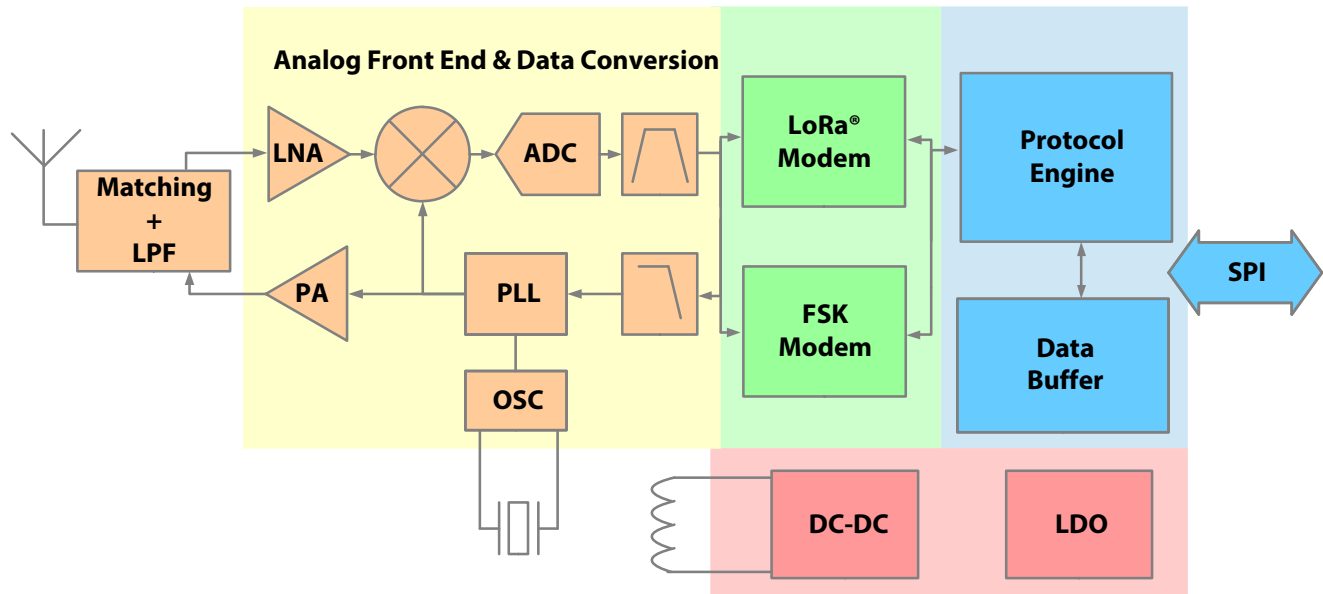 Analog Front End & Data Conversion
LNA
ADC
LoRa®
Modem
Protocol
Engine
Matching
+
LPF
PA
PLL
FSK
Modem
SPI
OSC
Data
Buffer
DC-DC
LDO